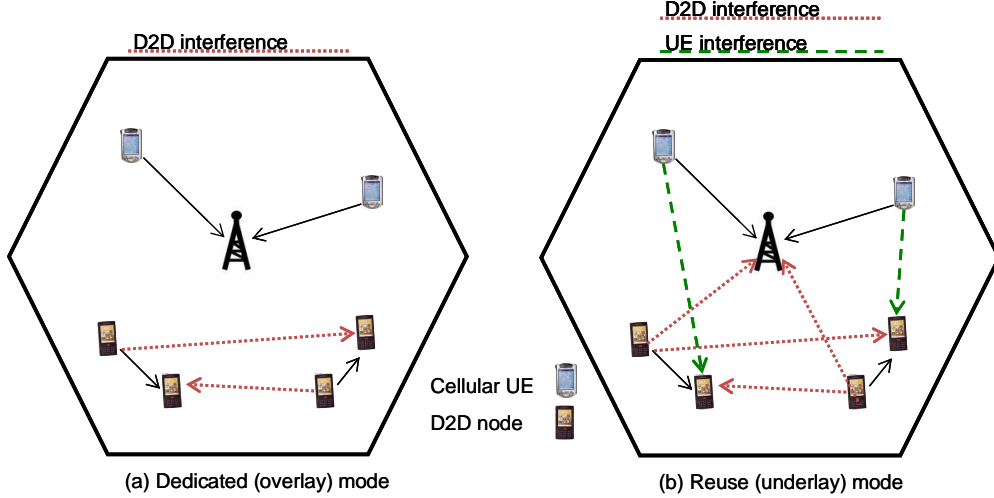 D2D interference
D2D interference
UE interference
Cellular UE
D2D node
(a) Dedicated (overlay) mode
(b) Reuse (underlay) mode